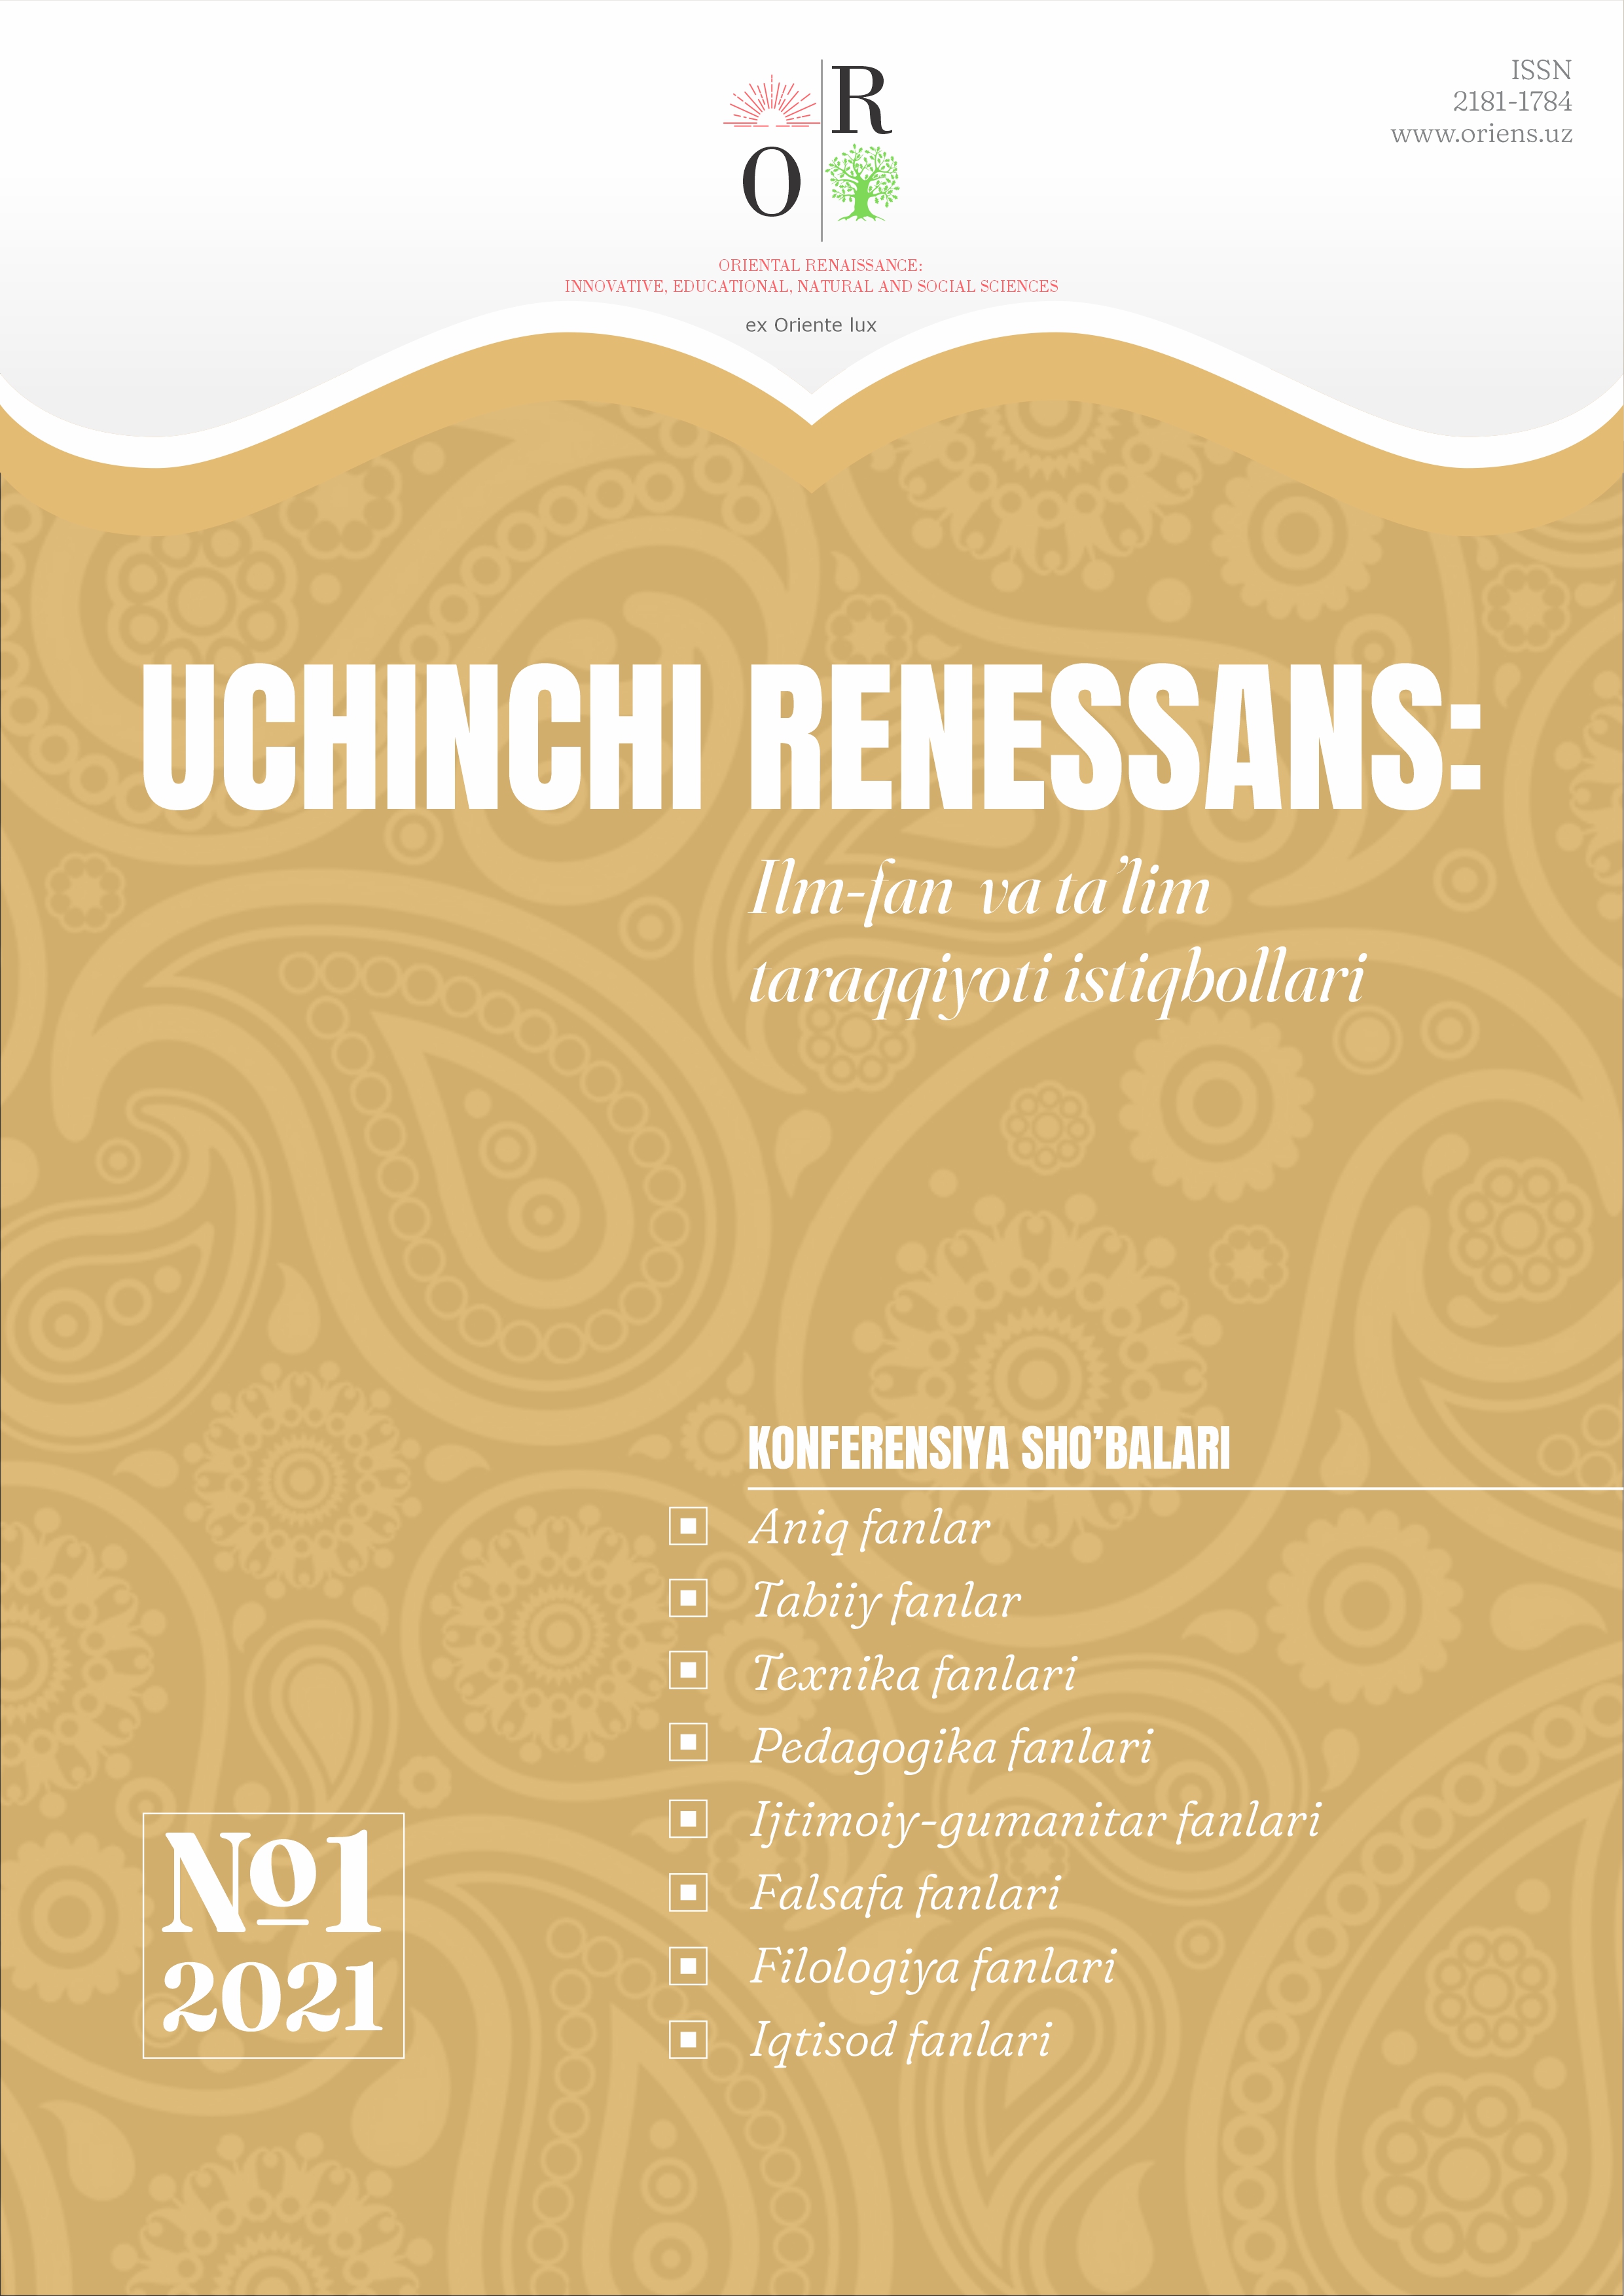 R
O
ISSN
2181-1784
www.oriens.uz
ORIENTAL RENAISSANCE:
INNOVATIVE, EDUCATIONAL, NATURAL AND SOCIAL SCIENCES
ex Oriente lux
UCHINCHI RENESSANS:
Ilm-fan va ta’lim
taraqqiyoti istiqbollari
KONFERENSIYA SHO’BALARI
Aniq fanlar
Tabiiy fanlar
Texnika fanlari
Pedagogika fanlari
Ijtimoiy-gumanitar fanlari
Falsafa fanlari
Filologiya fanlari
Iqtisod fanlari
№1
2021